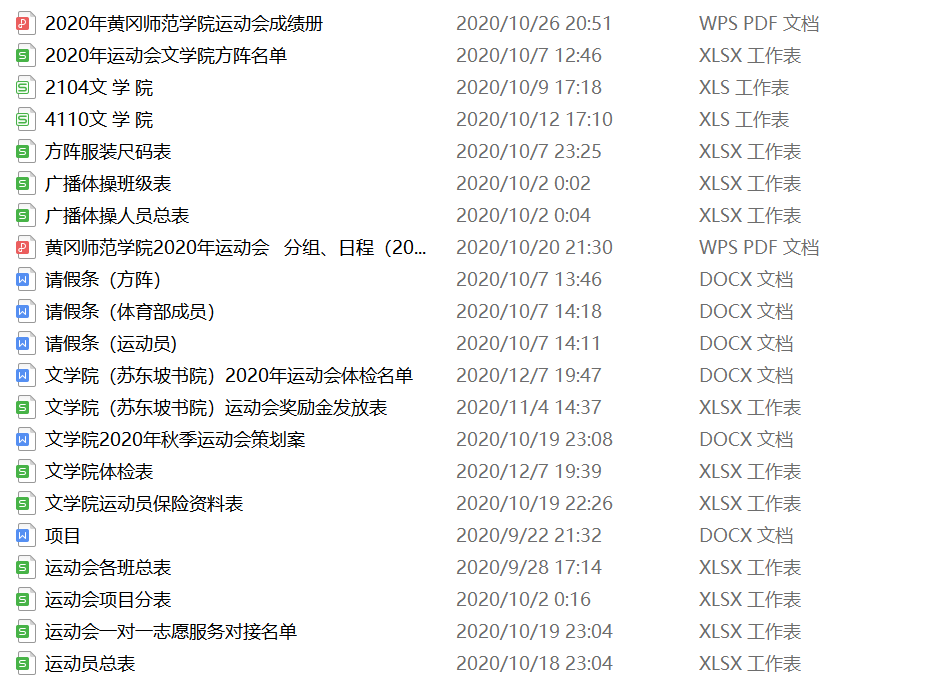 2020年黄冈师范学院运动会成绩册 2020/10/26 20:51 WPS PDF 文档
2020年运动会文学院方阵名单 2020/10/7 12:46 XLSX 工作表
2104文 学 院 2020/10/9 17:18 XLS 工作表
4110文 学 院 2020/10/12 17:10 XLS 工作表
方阵服装尺码表 2020/10/7 23:25 XLSX 工作表
广播体操班级表 2020/10/2 0:02 XLSX 工作表
广播体操人员总表 2020/10/2 0:04 XLSX 工作表
黄冈师范学院2020年运动会 分组、日程（20... 2020/10/20 21:30 WPS PDF 文档
请假条（方阵） 2020/10/7 13:46 DOCX 文档
请假条（体育部成员） 2020/10/7 14:18 DOCX 文档
请假条（运动员) 2020/10/7 14:11 DOCX 文档
文学院（苏东坡书院）2020年运动会体检名单 2020/12/7 19:47 DOCX 文档
文学院（苏东坡书院）运动会奖励金发放表 2020/11/4 14:37 XLSX 工作表
文学院2020年秋季运动会策划案 2020/10/19 23:08 DOCX 文档
文学院体检表 2020/12/7 19:39 XLSX 工作表
文学院运动员保险资料表 2020/10/19 22:26 XLSX 工作表
项目 2020/9/22 21:32 DOCX 文档
运动会各班总表 2020/9/28 17:14 XLSX 工作表
运动会项目分表 2020/10/2 0:16 XLSX 工作表
运动会一对一志愿服务对接名单 2020/10/19 23:04 XLSX 工作表
运动员总表 2020/10/18 23:04 XLSX 工作表